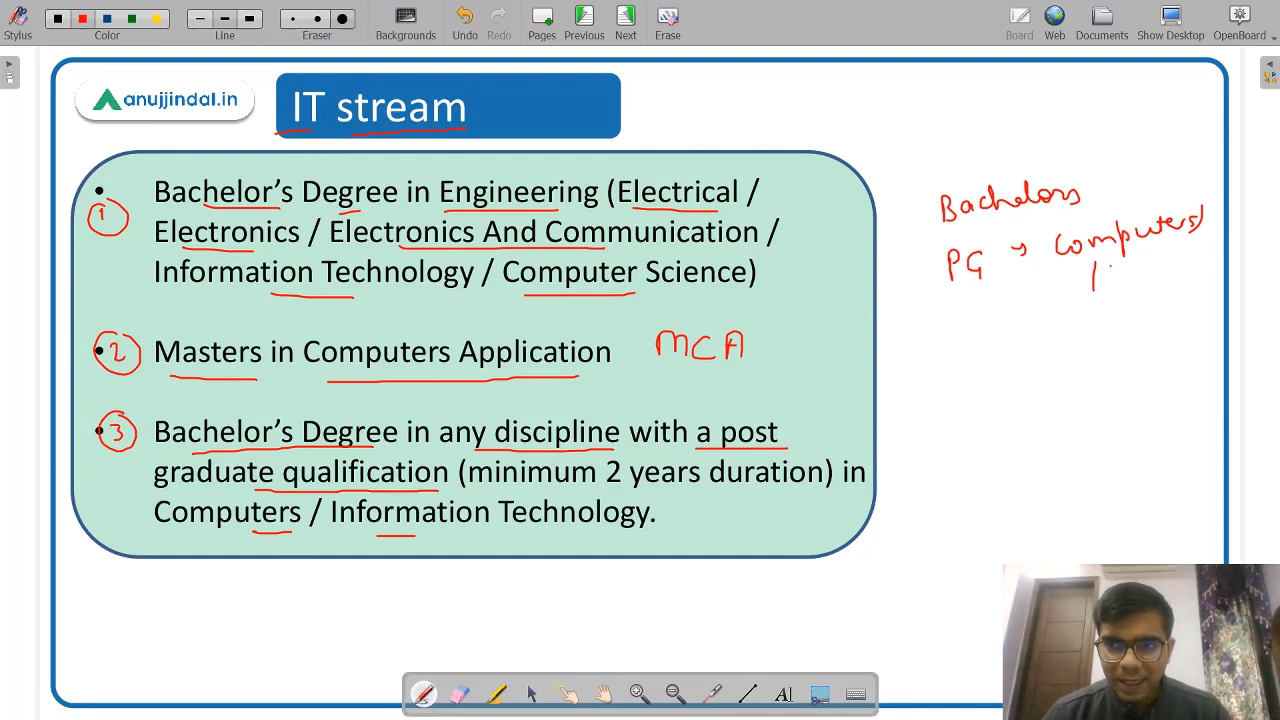 Stylus
Color
Line
Eraser
Backgrounds
Undo
Redo
Pages
Previous
Next
Erase
Board
Web
Documents
Show Desktop
OpenBoard
anujjindal.in
IT stream
• Bachelor's Degree in Engineering (Electrical /
Electronics / Electronics And Communication /
Information Technology / Computer Science)
1
• Masters in Computers Application
2
MCA
• Bachelor's Degree in any discipline with a post
graduate qualification (minimum 2 years duration) in
Computers / Information Technology.
3
Bachelors
PG → Computers/
AI